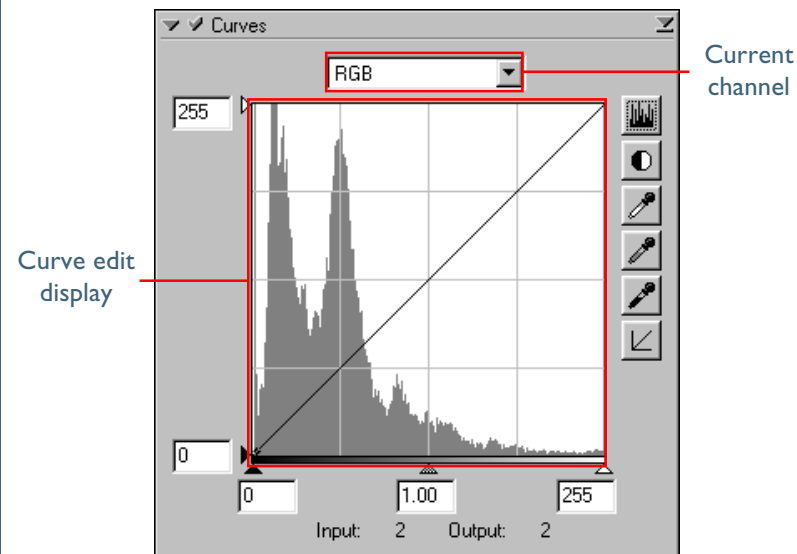 Curves
RGB
Current
channel
255
Curve edit
display
0
0 1.00 255
Input: 2 Output: 2